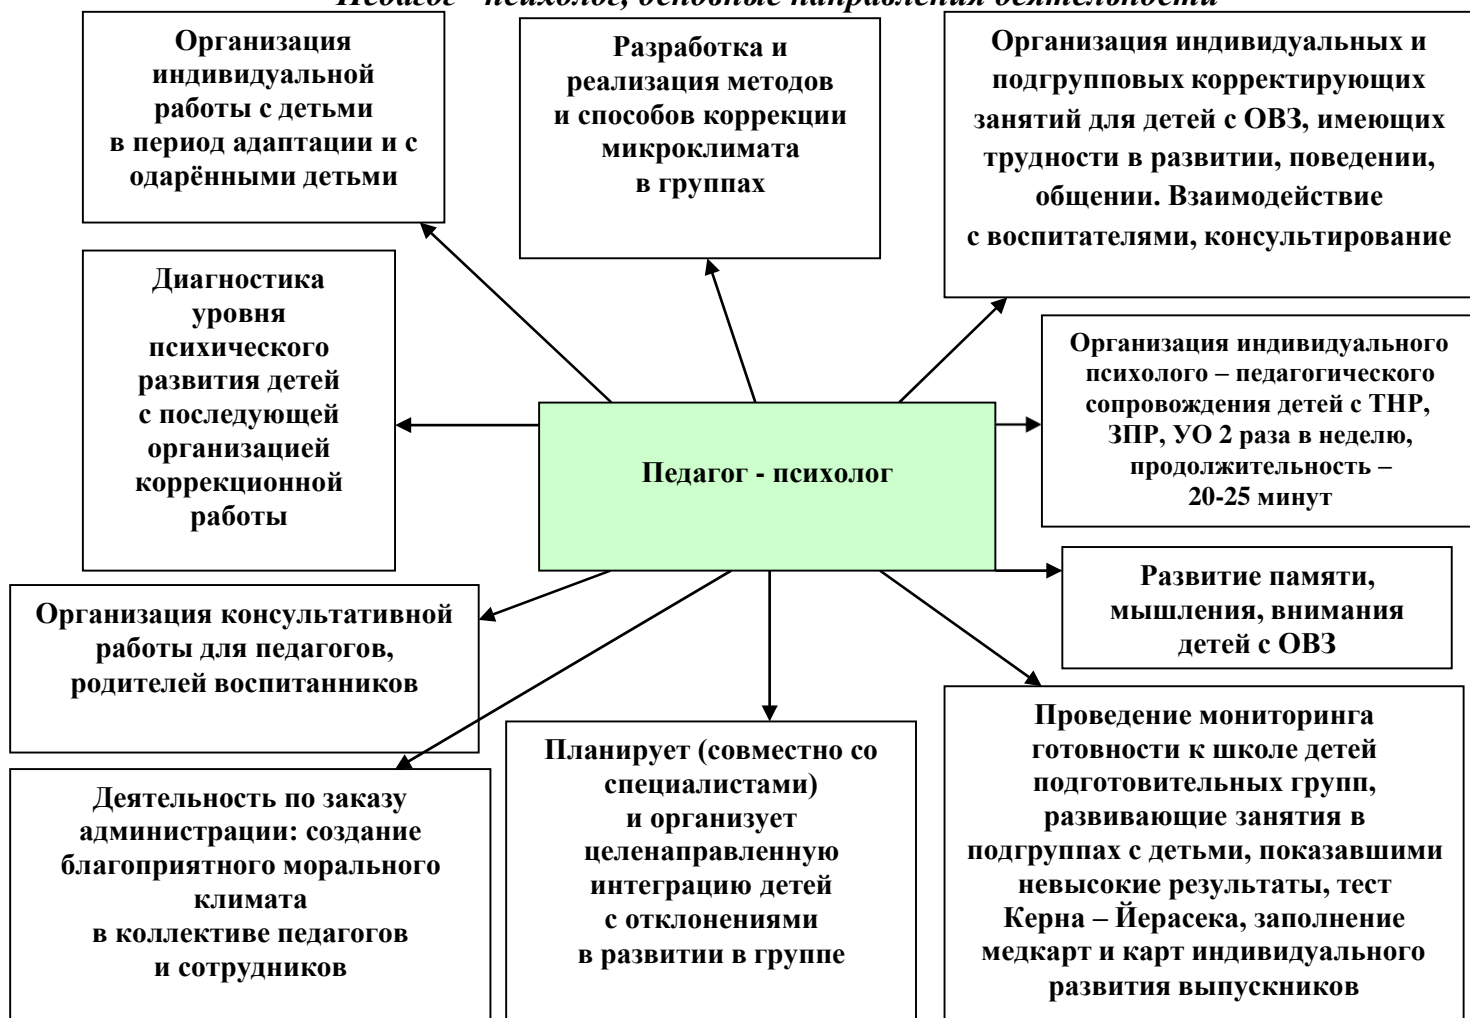 Педагог - психолог, основные направления деятельности
Организация
индивидуальной
работы с детьми
в период адаптации и с
одарёнными детьми
Разработка и
реализация методов
и способов коррекции
микроклимата
в группах
Организация индивидуальных и
подгрупповых корректирующих
занятий для детей с ОВЗ, имеющих
трудности в развитии, поведении,
общении. Взаимодействие
с воспитателями, консультирование
Диагностика
уровня
психического
развития детей
с последующей
организацией
коррекционной
работы
Организация индивидуального
психолого – педагогического
сопровождения детей с ТНР,
ЗПР, УО 2 раза в неделю,
продолжительность –
20-25 минут
Педагог - психолог
Развитие памяти,
мышления, внимания
детей с ОВЗ
Организация консультативной
работы для педагогов,
родителей воспитанников
Деятельность по заказу
администрации: создание
благоприятного морального
климата
в коллективе педагогов
и сотрудников
Планирует (совместно со
специалистами)
и организует
целенаправленную
интеграцию детей
с отклонениями
в развитии в группе
Проведение мониторинга
готовности к школе детей
подготовительных групп,
развивающие занятия в
подгруппах с детьми, показавшими
невысокие результаты, тест
Керна – Йерасека, заполнение
медкарт и карт индивидуального
развития выпускников